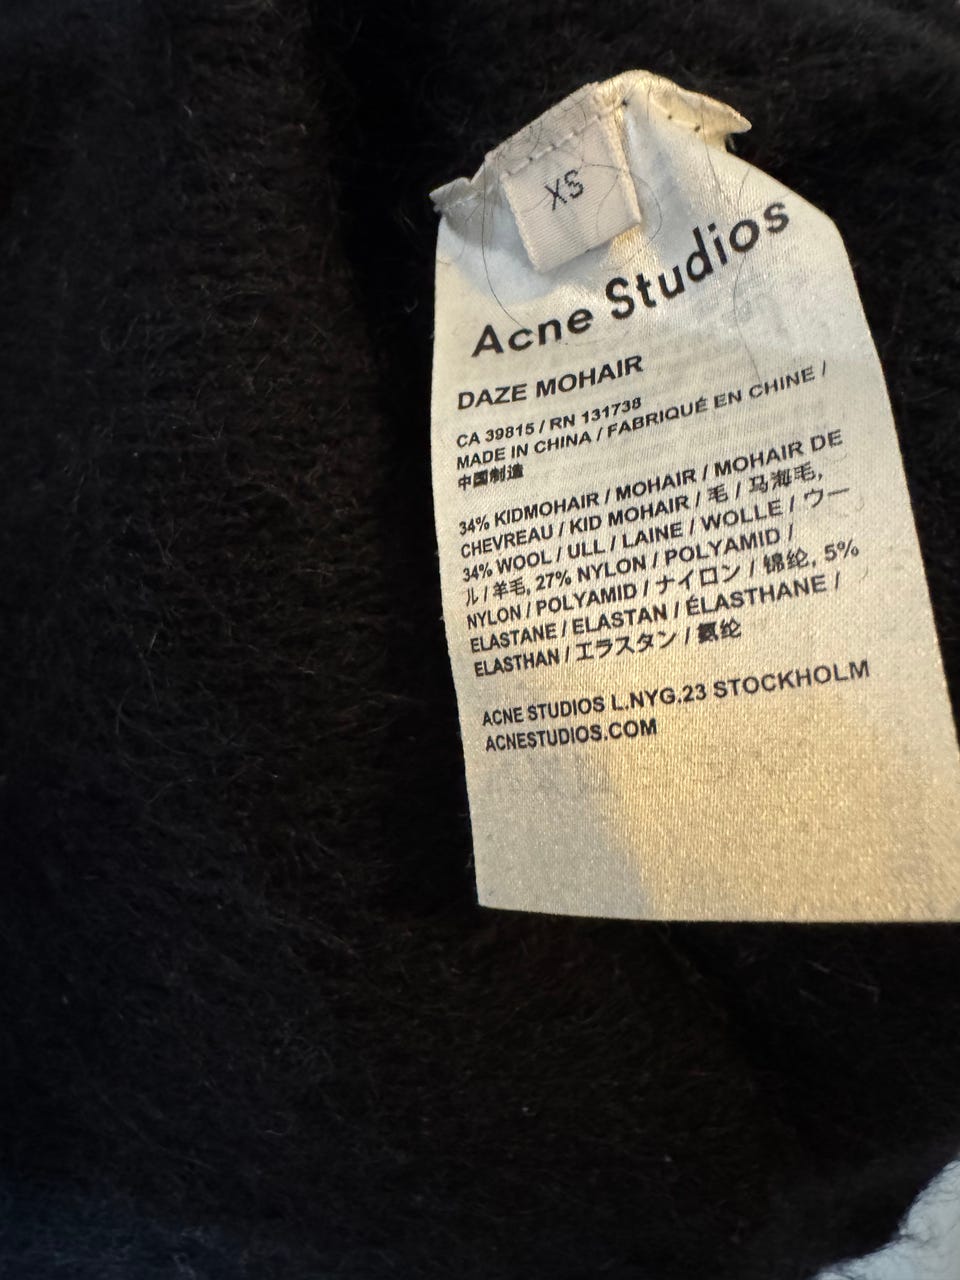 XS
Acne Studios
DAZE MOHAIR
CA 39815 / RN 131738
MADE IN CHINA / FABRIQUÉ EN CHINE /
中国制造
34% KIDMOHAIR / MOHAIR / MOHAIR DE
CHEVREAU / KID MOHAIR / 毛 / 马海毛,
34% WOOL / ULL / LAINE / WOLLE / ウー
ル / 羊毛, 27% NYLON / POLYAMID /
NYLON / POLYAMID / ナイロン / 锦纶, 5%
ELASTANE / ELASTAN / ÉLASTHANE /
ELASTHAN / エラスタン / 氨纶
ACNE STUDIOS L.NYG.23 STOCKHOLM
ACNESTUDIOS.COM